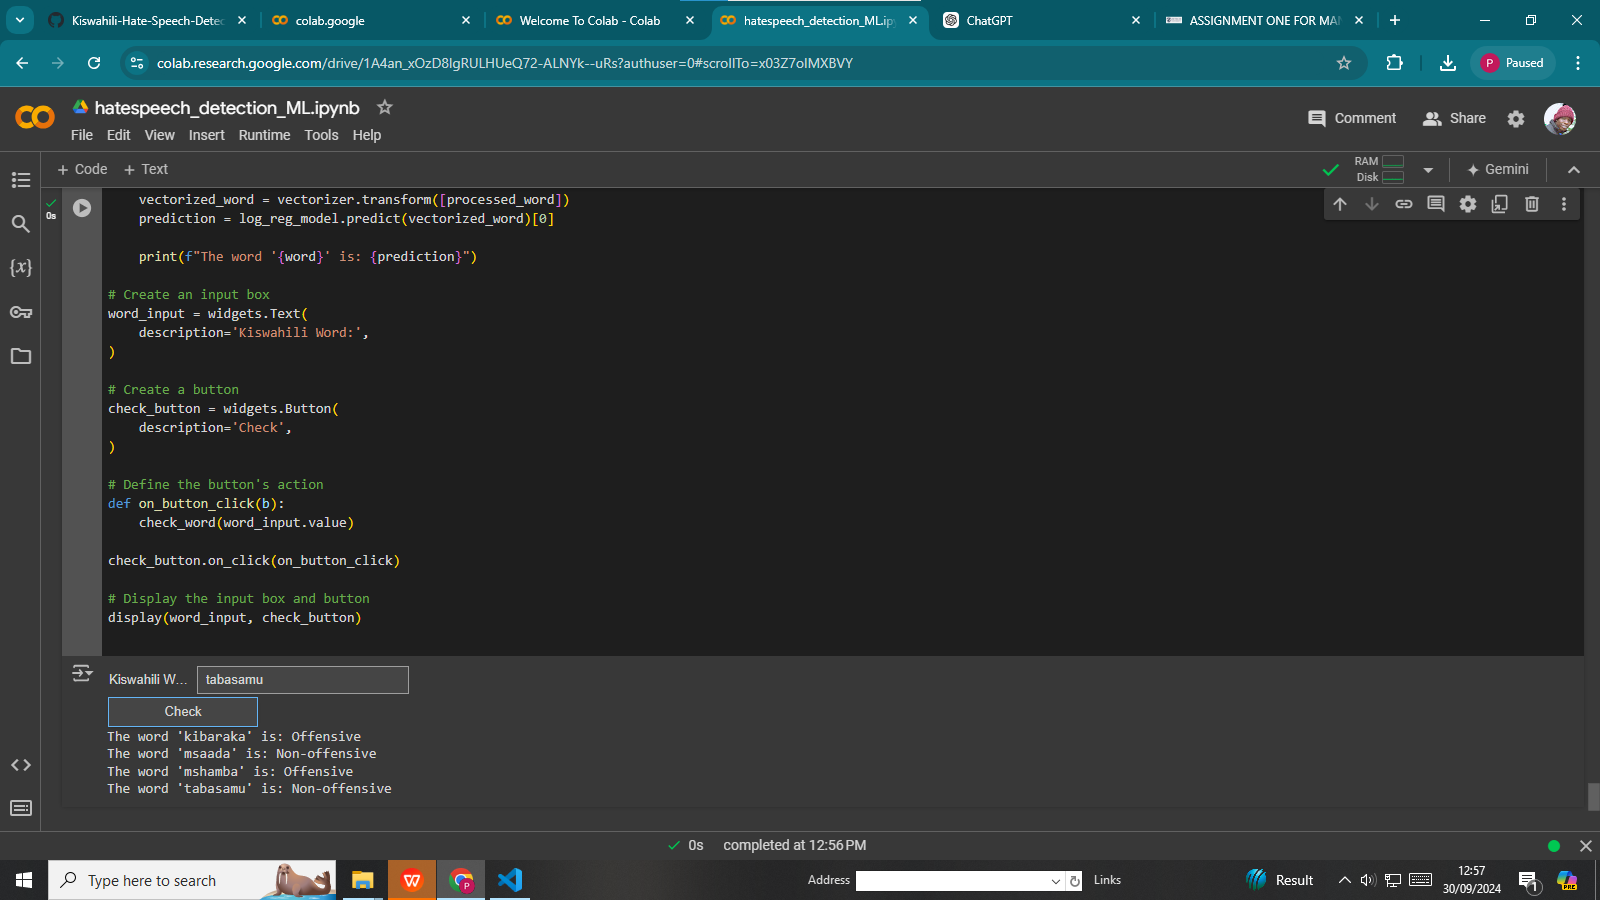 Kiswahili-Hate-Speech-Detec
colab.google
Welcome To Colab - Colab
hatespeech_detection_ML.ipy
ChatGPT
ASSIGNMENT ONE FOR MA
colab.research.google.com/drive/1A4an_xOzD8lgRULHUeQ72-ALNYk--uRs?authuser=0#scrollTo=x03Z7oIMXBVY
P
Paused
hatespeech_detection_ML.ipynb
File Edit View Insert Runtime Tools Help
Comment
Share
+ Code + Text
RAM
Disk
Gemini
0s
vectorized_word = vectorizer.transform([processed_word])
prediction = log_reg_model.predict(vectorized_word)[0]
print(f"The word '{word}' is: {prediction}")
# Create an input box
word_input = widgets.Text(
description='Kiswahili Word:',
)
# Create a button
check_button = widgets.Button(
description='Check',
)
# Define the button's action
def on_button_click(b):
check_word(word_input.value)
check_button.on_click(on_button_click)
# Display the input box and button
display(word_input, check_button)
Kiswahili W... tabasamu
Check
The word 'kibaraka' is: Offensive
The word 'msaada' is: Non-offensive
The word 'mshamba' is: Offensive
The word 'tabasamu' is: Non-offensive
0s completed at 12:56 PM
Type here to search
Address
Links
Result
12:57
30/09/2024
1
PRE